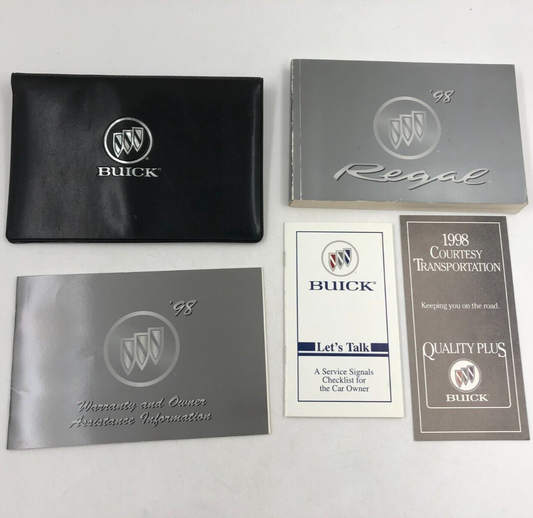 BUICK
'98
Regal
'98
Warranty and Owner
Assistance Information
BUICK
Let's Talk
A Service Signals
Checklist for
the Car Owner
1998
COURTESY
TRANSPORTATION
Keeping you on the road.
QUALITY PLUS
BUICK